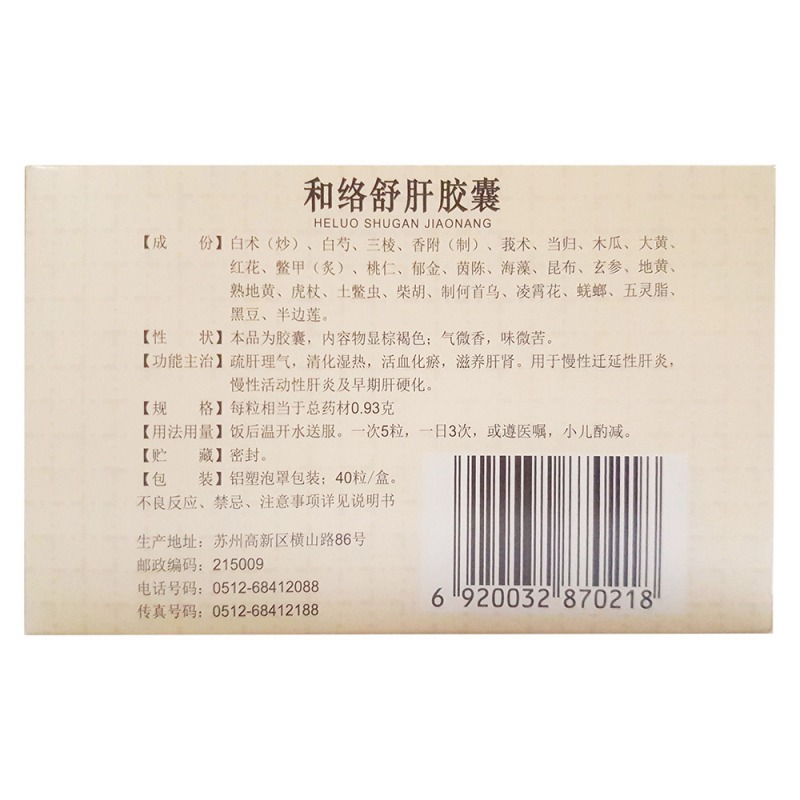 和络舒肝胶囊
HELUO SHUGAN JIAONANG
【成　份】白术（炒）、白芍、三棱、香附（制）、莪术、当归、木瓜、大黄、
红花、鳖甲（炙）、桃仁、郁金、茵陈、海藻、昆布、玄参、地黄、
熟地黄、虎杖、土鳖虫、柴胡、制何首乌、凌霄花、蜣螂、五灵脂、
黑豆、半边莲。
【性　状】本品为胶囊，内容物显棕褐色；气微香，味微苦。
【功能主治】疏肝理气，清化湿热，活血化瘀，滋养肝肾。用于慢性迁延性肝炎，
慢性活动性肝炎及早期肝硬化。
【规　格】每粒相当于总药材0.93克
【用法用量】饭后温开水送服。一次5粒，一日3次，或遵医嘱，小儿酌减。
【贮　藏】密封。
【包　装】铝塑泡罩包装；40粒/盒。
不良反应、禁忌、注意事项详见说明书
生产地址：苏州高新区横山路86号
邮政编码：215009
电话号码：0512-68412088
传真号码：0512-68412188
6 920032 870218